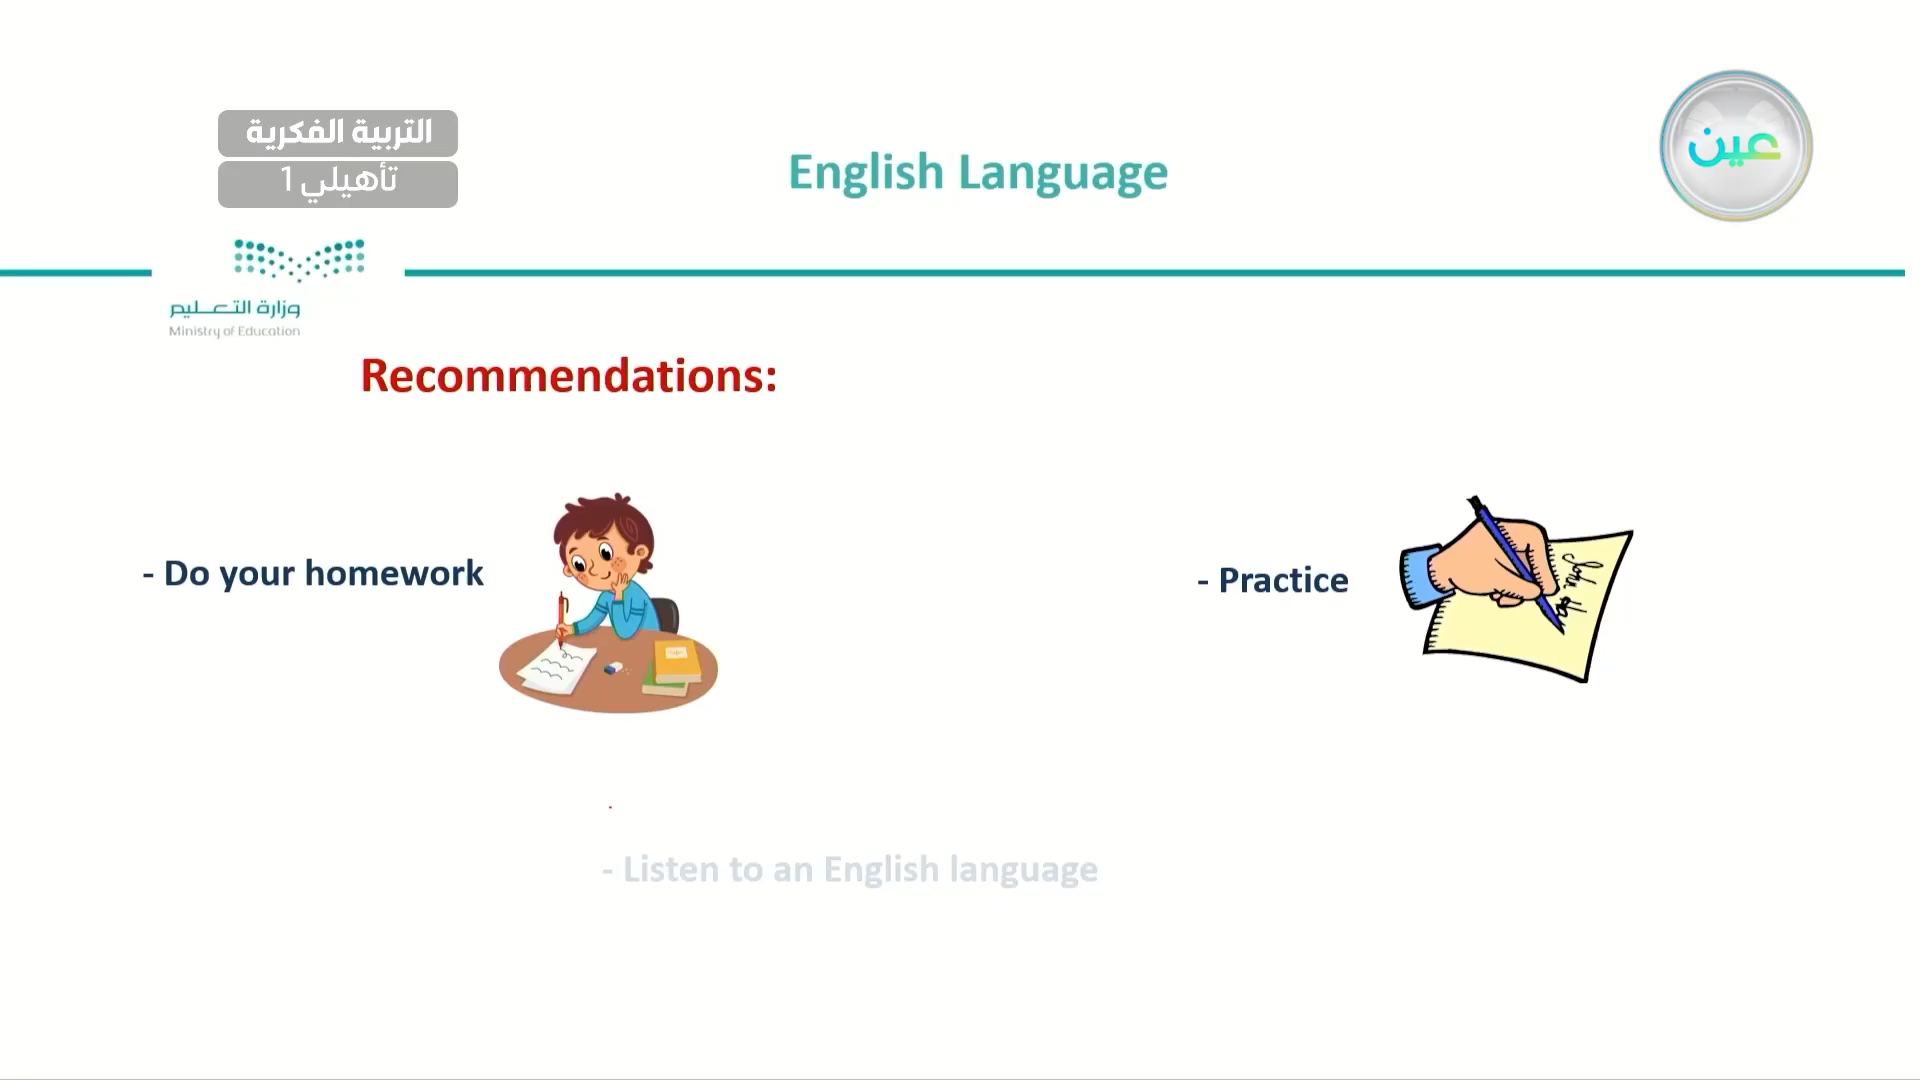 التربية الفكرية
تأهيلي 1
English Language
عين
وزارة التعليم
Ministry of Education
Recommendations:
- Do your homework
- Practice
- Listen to an English language